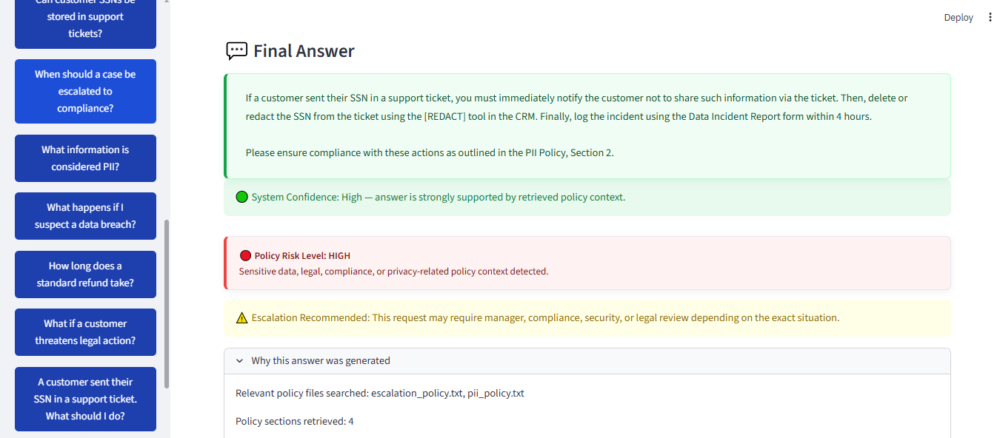 Can customer SSNs be
stored in support
tickets?
When should a case be
escalated to
compliance?
What information is
considered PII?
What happens if I
suspect a data breach?
How long does a
standard refund take?
What if a customer
threatens legal action?
A customer sent their
SSN in a support ticket.
What should I do?
Deploy
Final Answer
If a customer sent their SSN in a support ticket, you must immediately notify the customer not to share such information via the ticket. Then, delete or
redact the SSN from the ticket using the [REDACT] tool in the CRM. Finally, log the incident using the Data Incident Report form within 4 hours.
Please ensure compliance with these actions as outlined in the PII Policy, Section 2.
System Confidence: High — answer is strongly supported by retrieved policy context.
Policy Risk Level: HIGH
Sensitive data, legal, compliance, or privacy-related policy context detected.
Escalation Recommended: This request may require manager, compliance, security, or legal review depending on the exact situation.
Why this answer was generated
Relevant policy files searched: escalation_policy.txt, pii_policy.txt
Policy sections retrieved: 4